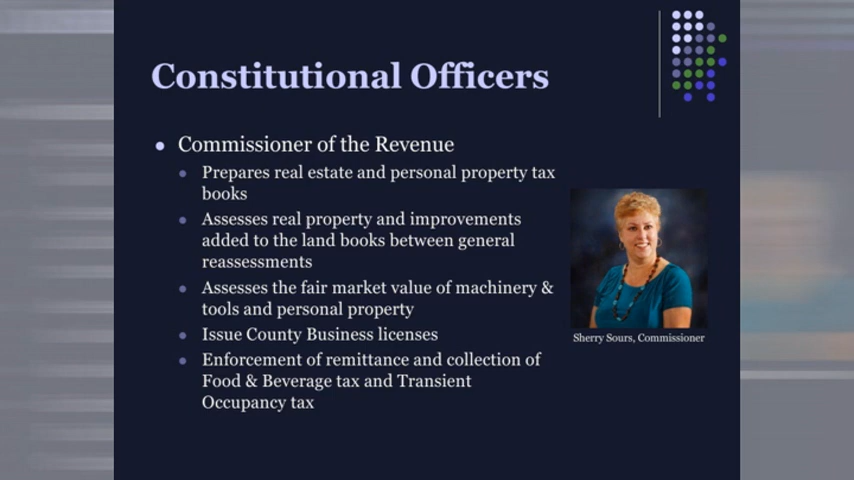 Constitutional Officers
Commissioner of the Revenue
Prepares real estate and personal property tax
books
Assesses real property and improvements
added to the land books between general
reassessments
Assesses the fair market value of machinery &
tools and personal property
Issue County Business licenses
Enforcement of remittance and collection of
Food & Beverage tax and Transient
Occupancy tax
Sherry Sours, Commissioner